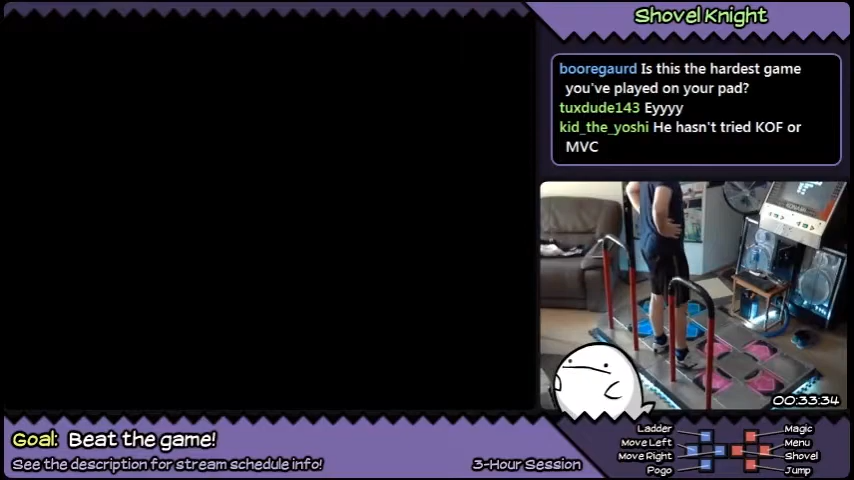 Shovel Knight
booregaurd Is this the hardest game
you've played on your pad?
tuxdude143 Eyyyy
kid_the_yoshi He hasn't tried KOF or
MVC
00:33:34
Goal: Beat the game!
See the description for stream schedule info!
3-Hour Session
Ladder
Move Left
Move Right
Pogo
Magic
Menu
Shovel
Jump